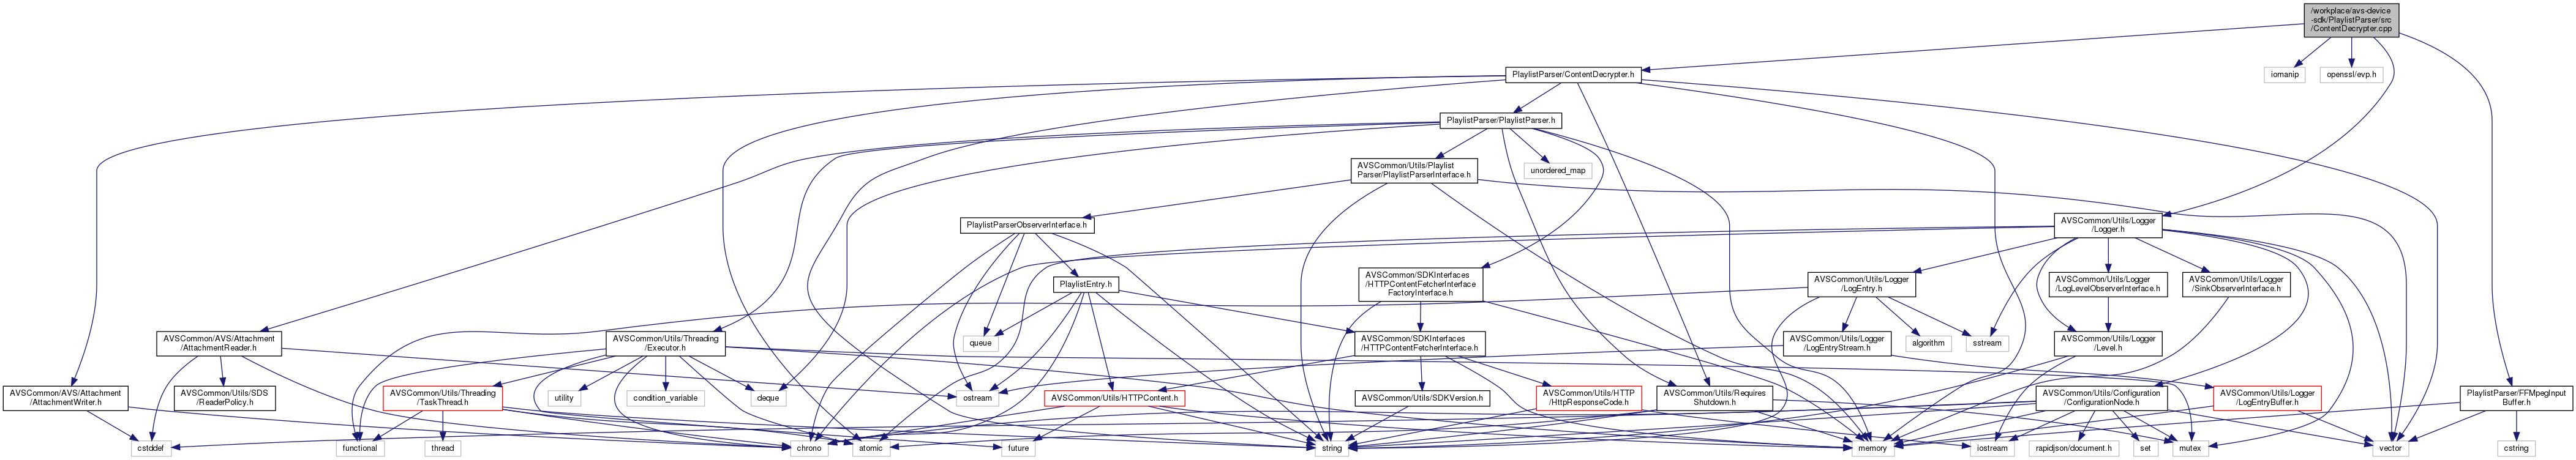 /workplace/avs-device
-sdk/PlaylistParser/src
/ContentDecrypter.cpp
PlaylistParser/ContentDecrypter.h
iomanip
openssl/evp.h
PlaylistParser/PlaylistParser.h
AVSCommon/Utils/Playlist
Parser/PlaylistParserInterface.h
unordered_map
PlaylistParserObserverInterface.h
AVSCommon/Utils/Logger
/Logger.h
AVSCommon/SDKInterfaces
/HTTPContentFetcherInterface
FactoryInterface.h
PlaylistEntry.h
AVSCommon/Utils/Logger
/LogEntry.h
AVSCommon/Utils/Logger
/LogLevelObserverInterface.h
AVSCommon/Utils/Logger
/SinkObserverInterface.h
AVSCommon/AVS/Attachment
/AttachmentReader.h
AVSCommon/Utils/Threading
/Executor.h
queue
AVSCommon/SDKInterfaces
/HTTPContentFetcherInterface.h
AVSCommon/Utils/Logger
/LogEntryStream.h
algorithm
sstream
AVSCommon/Utils/Logger
/Level.h
AVSCommon/AVS/Attachment
/AttachmentWriter.h
AVSCommon/Utils/SDS
/ReaderPolicy.h
AVSCommon/Utils/Threading
/TaskThread.h
utility
condition_variable
deque
ostream
AVSCommon/Utils/HTTPContent.h
AVSCommon/Utils/SDKVersion.h
AVSCommon/Utils/HTTP
/HttpResponseCode.h
AVSCommon/Utils/Requires
Shutdown.h
AVSCommon/Utils/Configuration
/ConfigurationNode.h
AVSCommon/Utils/Logger
/LogEntryBuffer.h
PlaylistParser/FFMpegInput
Buffer.h
cstddef
functional
thread
chrono
atomic
future
string
memory
iostream
rapidjson/document.h
set
mutex
vector
cstring